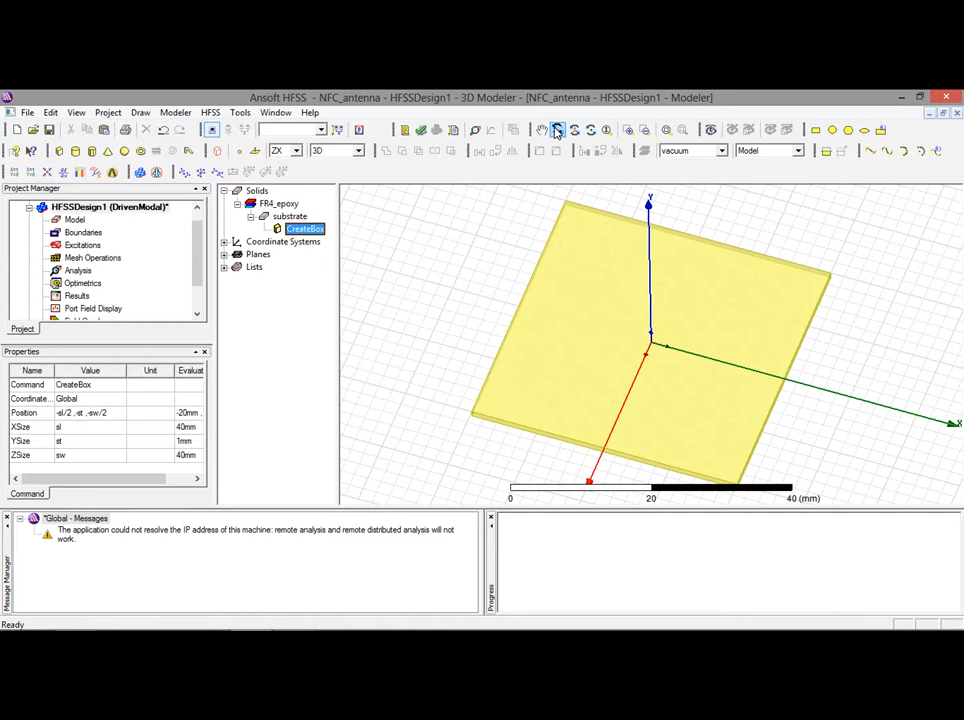 Ansoft HFSS - NFC_antenna - HFSSDesign1 - 3D Modeler - [NFC_antenna - HFSSDesign1 - Modeler]
File Edit View Project Draw Modeler HFSS Tools Window Help
ZX 3D vacuum Model
Project Manager
HFSSDesign1 (DrivenModal)*
Model
Boundaries
Excitations
Mesh Operations
Analysis
Optimetrics
Results
Port Field Display
Project
Properties
Name Value Unit Evaluat
Command CreateBox
Coordinate... Global
Position -sl/2 ,-st ,-sw/2 -20mm ,
XSize sl 40mm
YSize st 1mm
ZSize sw 40mm
Command
Solids
FR4_epoxy
substrate
CreateBox
Coordinate Systems
Planes
Lists
Y
X
0 20 40 (mm)
Message Manager
*Global - Messages
The application could not resolve the IP address of this machine: remote analysis and remote distributed analysis will not
work.
Progress
Ready